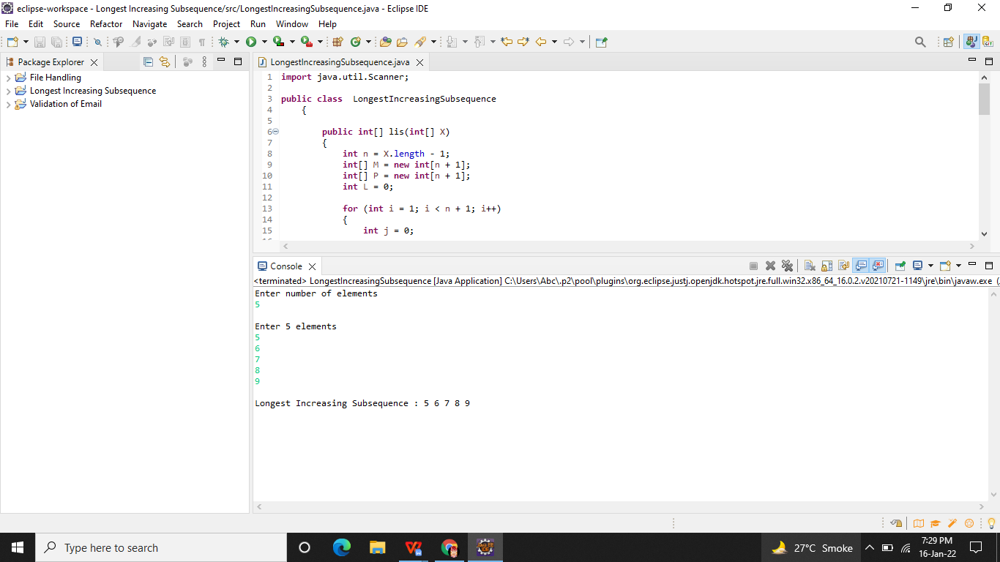 eclipse-workspace - Longest Increasing Subsequence/src/LongestIncreasingSubsequence.java - Eclipse IDE
File Edit Source Refactor Navigate Search Project Run Window Help
Package Explorer
File Handling
Longest Increasing Subsequence
Validation of Email
LongestIncreasingSubsequence.java
1 import java.util.Scanner;
2
3 public class  LongestIncreasingSubsequence
4     {
5
6         public int[] lis(int[] X)
7         {
8             int n = X.length - 1;
9             int[] M = new int[n + 1];
10             int[] P = new int[n + 1];
11             int L = 0;
12
13             for (int i = 1; i < n + 1; i++)
14             {
15                 int j = 0;
Console
<terminated> LongestIncreasingSubsequence [Java Application] C:\Users\Abc\.p2\pool\plugins\org.eclipse.justj.openjdk.hotspot.jre.full.win32.x86_64_16.0.2.v20210721-1149\jre\bin\javaw.exe (
Enter number of elements
5
Enter 5 elements
5
6
7
8
9
Longest Increasing Subsequence : 5 6 7 8 9
Type here to search
27°C Smoke
7:29 PM
16-Jan-22